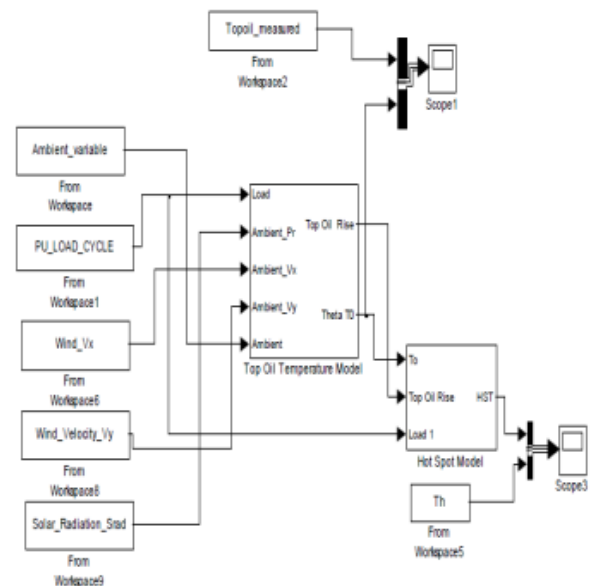 Topoil_measured
From
Workspace2
Scope1
Ambient_variable
From
Workspace
PU_LOAD_CYCLE
From
Workspace1
Wind_Vx
From
Workspace6
Wind_Velocity_Vy
From
Workspace8
Solar_Radiation_Srad
From
Workspace9
Load
Ambient_Pr
Ambient_Vx
Ambient_Vy
Ambient
Top Oil Rise
Theta T0
Top Oil Temperature Model
To
Top Oil Rise
Load 1
HST
Hot Spot Model
Th
From
Workspace5
Scope3